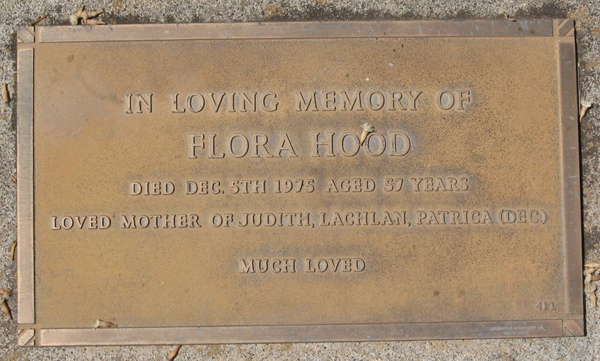 IN LOVING MEMORY OF
FLORA HOOD
DIED DEC. 5TH 1975 AGED 57 YEARS
LOVED MOTHER OF JUDITH, LACHLAN, PATRICA (DEC)
MUCH LOVED